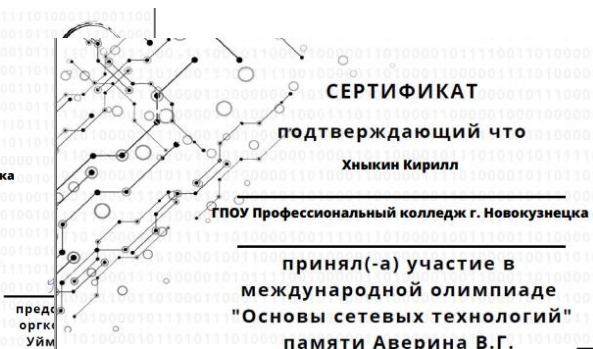 СЕРТИФИКАТ
подтверждающий что
Хныкин Кирилл
ГПОУ Профессиональный колледж г. Новокузнецка
принял(-а) участие в
международной олимпиаде
"Основы сетевых технологий"
памяти Аверина В.Г.